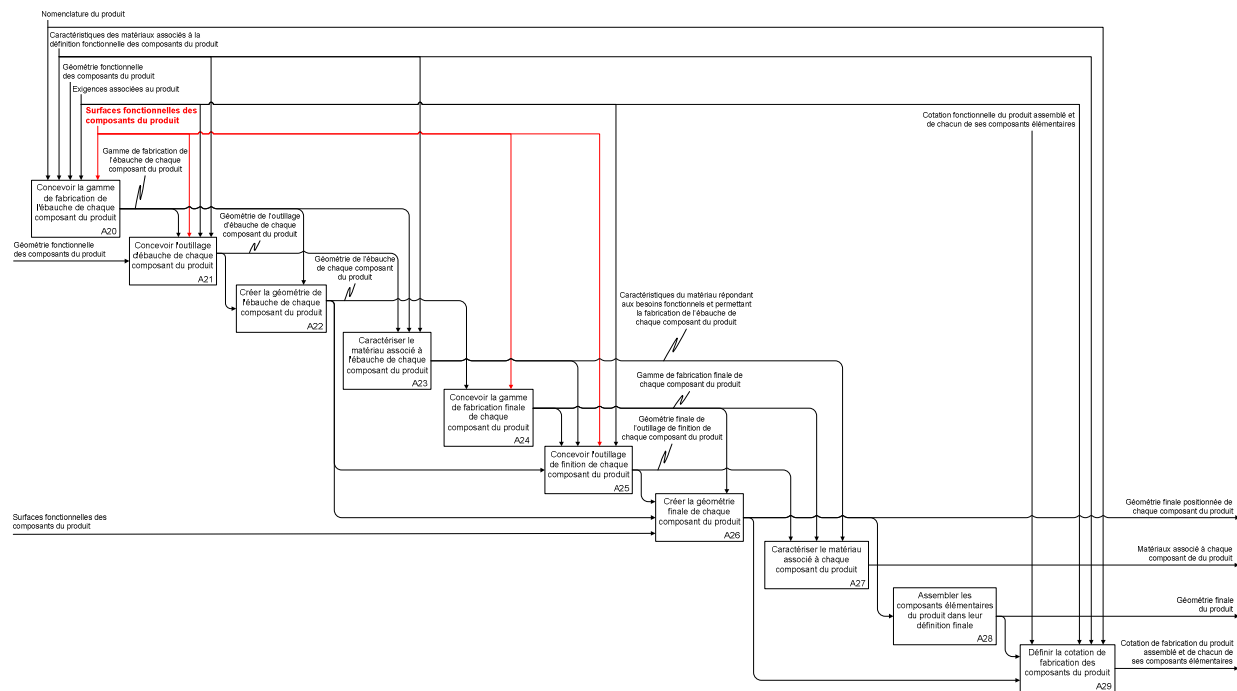 Nomenclature du produit
Caractéristiques des matériaux associés à la
définition fonctionnelle des composants du produit
Géométrie fonctionnelle
des composants du produit
Exigences associées au produit
Surfaces fonctionnelles des
composants du produit
Cotation fonctionnelle du produit assemblé et
de chacun de ses composants élémentaires
Gamme de fabrication de
l'ébauche de chaque
composant du produit
Concevoir la gamme
de fabrication de
l'ébauche de chaque
composant du produit
A20
Géométrie de l'outillage
d'ébauche de chaque
composant du produit
Géométrie fonctionnelle
des composants du produit
Concevoir l'outillage
d'ébauche de chaque
composant du produit
A21
Géométrie de l'ébauche
de chaque composant
du produit
Créer la géométrie de
l'ébauche de chaque
composant du produit
A22
Caractéristiques du matériau répondant
aux besoins fonctionnels et permettant
la fabrication de l'ébauche de
chaque composant du produit
Caractériser le
matériau associé à
l'ébauche de chaque
composant du produit
A23
Gamme de fabrication finale de
chaque composant du produit
Concevoir la gamme
de fabrication finale
de chaque
composant du produit
A24
Géométrie finale de
l'outillage de finition de
chaque composant du produit
Concevoir l'outillage
de finition de chaque
composant du produit
A25
Surfaces fonctionnelles des
composants du produit
Créer la géométrie
finale de chaque
composant du produit
A26
Géométrie finale positionnée de
chaque composant du produit
Caractériser le matériau
associé à chaque
composant du produit
A27
Matériaux associé à chaque
composant de du produit
Assembler les
composants élémentaires
du produit dans leur
définition finale
A28
Géométrie finale
du produit
Définir la cotation de
fabrication des
composants du produit
A29
Cotation de fabrication du produit
assemblé et de chacun de
ses composants élémentaires